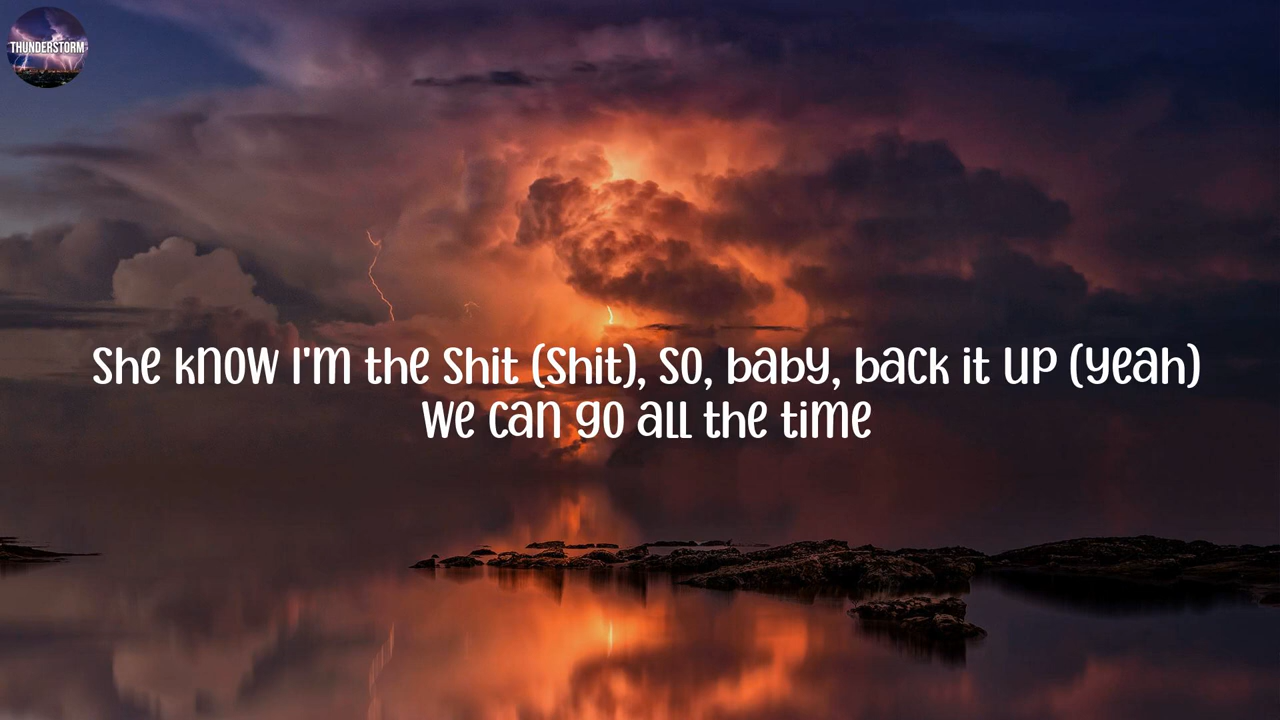 THUNDERSTORM
She know I'm the shit (shit), so, baby, back it up (yeah)
We can go all the time